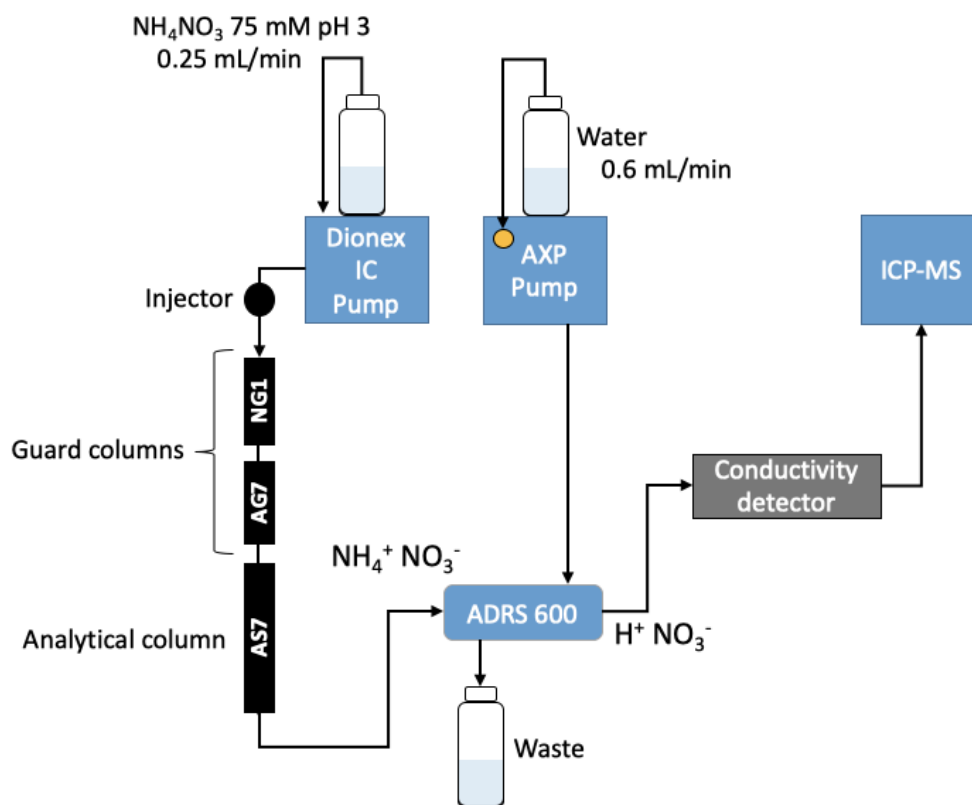 NH₄NO₃ 75 mM pH 3
0.25 mL/min
Water
0.6 mL/min
Dionex
IC
Pump
AXP
Pump
ICP-MS
Injector
NG1
Guard columns
AG7
Conductivity
detector
NH₄⁺ NO₃⁻
ADRS 600
H⁺ NO₃⁻
Analytical column
AS7
Waste